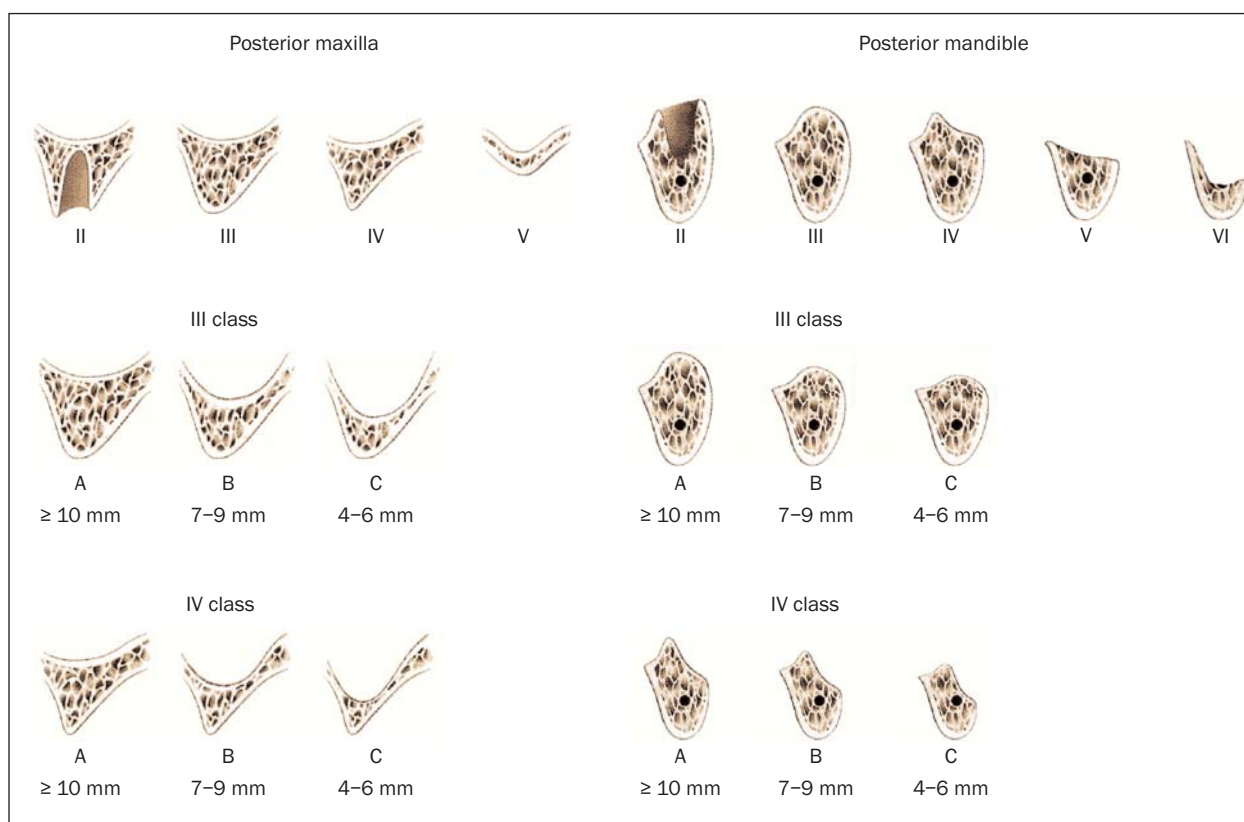 Posterior maxilla
Posterior mandible
II III IV V
II III IV V VI
III class
III class
A B C
A B C
≥ 10 mm 7–9 mm 4–6 mm
≥ 10 mm 7–9 mm 4–6 mm
IV class
IV class
A B C
A B C
≥ 10 mm 7–9 mm 4–6 mm
≥ 10 mm 7–9 mm 4–6 mm